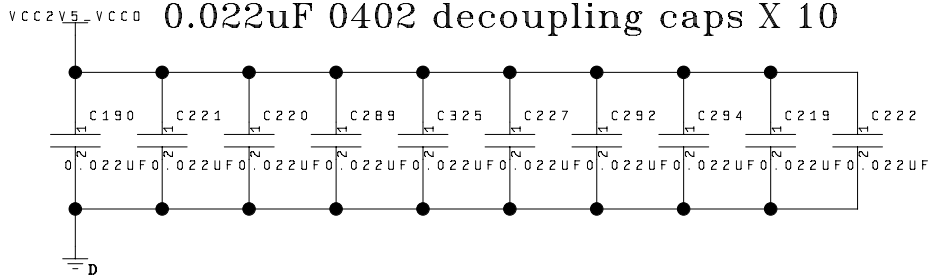 VCC2V5_VCCO 0.022uF 0402 decoupling caps X 10
C190 C221 C220 C289 C325 C227 C292 C294 C219 C222
1 1 1 1 1 1 1 1 1 1
2 2 2 2 2 2 2 2 2 2
0.022UF 0.022UF 0.022UF 0.022UF 0.022UF 0.022UF 0.022UF 0.022UF 0.022UF 0.022UF
D